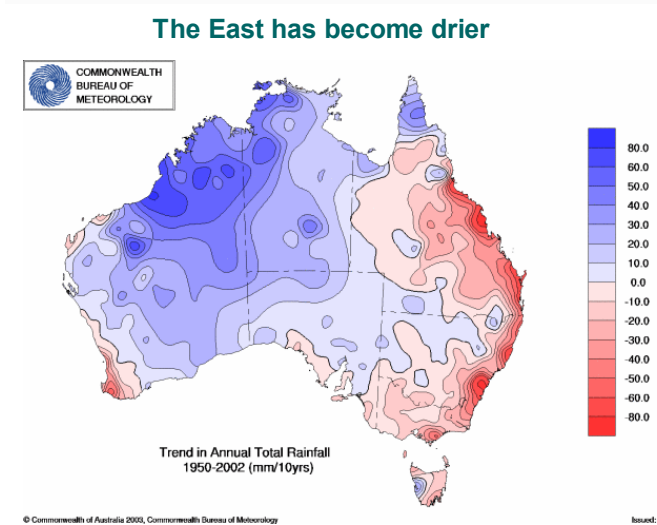 The East has become drier
COMMONWEALTH
BUREAU OF
METEOROLOGY
80.0
60.0
50.0
40.0
30.0
20.0
10.0
0.0
-10.0
-20.0
-30.0
-40.0
-50.0
-60.0
-80.0
Trend in Annual Total Rainfall
1950-2002 (mm/10yrs)
© Commonwealth of Australia 2003, Commonwealth Bureau of Meteorology
Issued: